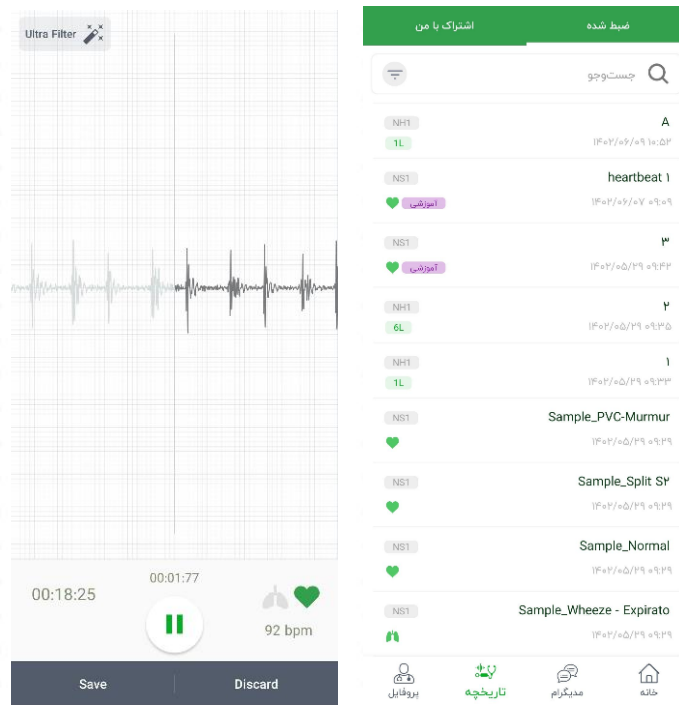 Ultra Filter
00:01:77
00:18:25
92 bpm
Save
Discard
ضبط شده
اشتراک با من
جست‌وجو
A
NH1
۱۴۰۲/۰۶/۰۹ ۱۰:۵۲
1L
heartbeat ۱
NS1
۱۴۰۲/۰۶/۰۷ ۰۹:۰۹
آموزشی
۳
NS1
۱۴۰۲/۰۵/۲۹ ۰۹:۴۲
آموزشی
۲
NH1
۱۴۰۲/۰۵/۲۹ ۰۹:۳۵
6L
۱
NH1
۱۴۰۲/۰۵/۲۹ ۰۹:۳۳
1L
Sample_PVC-Murmur
NS1
۱۴۰۲/۰۵/۲۹ ۰۹:۲۹
Sample_Split S۲
NS1
۱۴۰۲/۰۵/۲۹ ۰۹:۲۹
Sample_Normal
NS1
۱۴۰۲/۰۵/۲۹ ۰۹:۲۹
Sample_Wheeze - Expirato
NS1
۱۴۰۲/۰۵/۲۹ ۰۹:۲۹
خانه
مدیگرام
تاریخچه
پروفایل